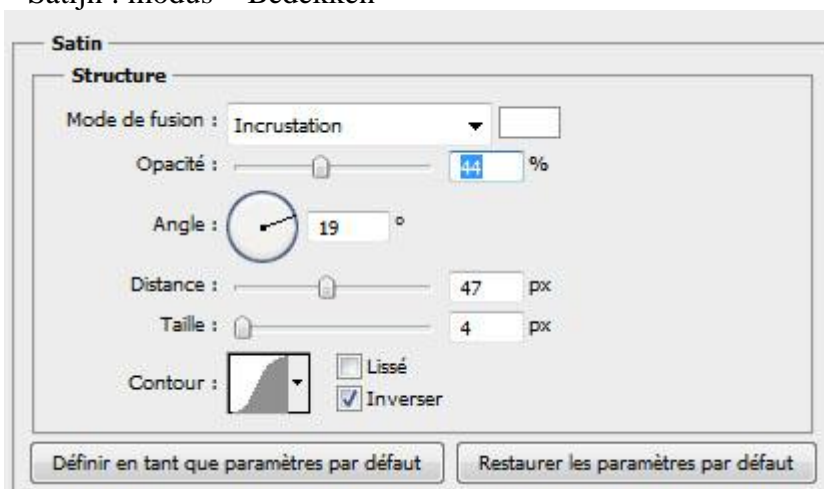 Satijn : modus = Bedekken
Satin
Structure
Mode de fusion : Incrustation
Opacité : 44 %
Angle : 19 °
Distance : 47 px
Taille : 4 px
Contour : Lissé
Inverser
Définir en tant que paramètres par défaut Restaurer les paramètres par défaut